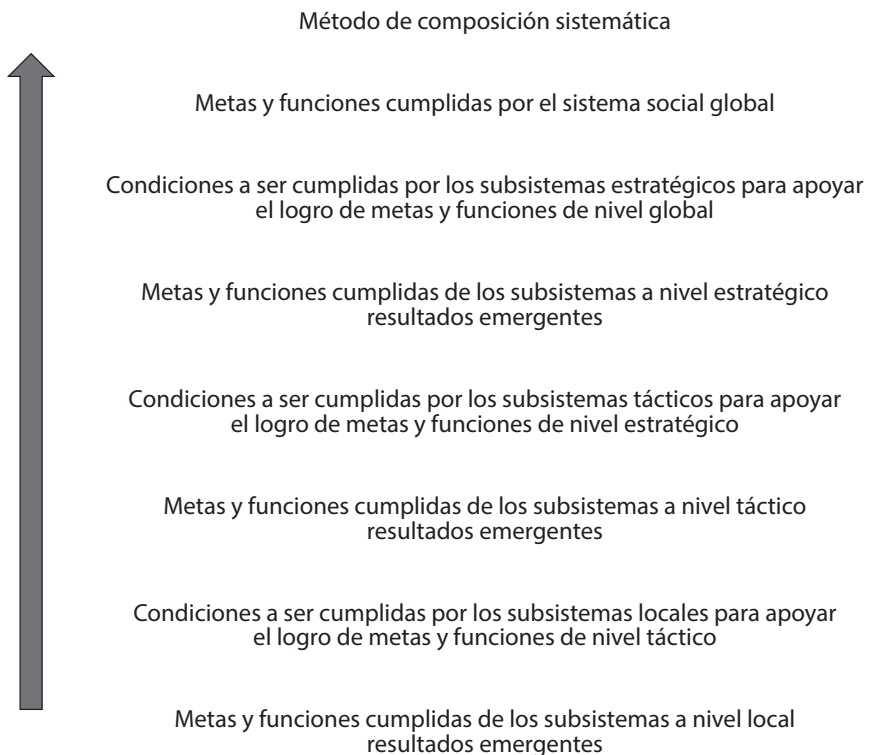 Método de composición sistemática
Metas y funciones cumplidas por el sistema social global
Condiciones a ser cumplidas por los subsistemas estratégicos para apoyar
el logro de metas y funciones de nivel global
Metas y funciones cumplidas de los subsistemas a nivel estratégico
resultados emergentes
Condiciones a ser cumplidas por los subsistemas tácticos para apoyar
el logro de metas y funciones de nivel estratégico
Metas y funciones cumplidas de los subsistemas a nivel táctico
resultados emergentes
Condiciones a ser cumplidas por los subsistemas locales para apoyar
el logro de metas y funciones de nivel táctico
Metas y funciones cumplidas de los subsistemas a nivel local
resultados emergentes